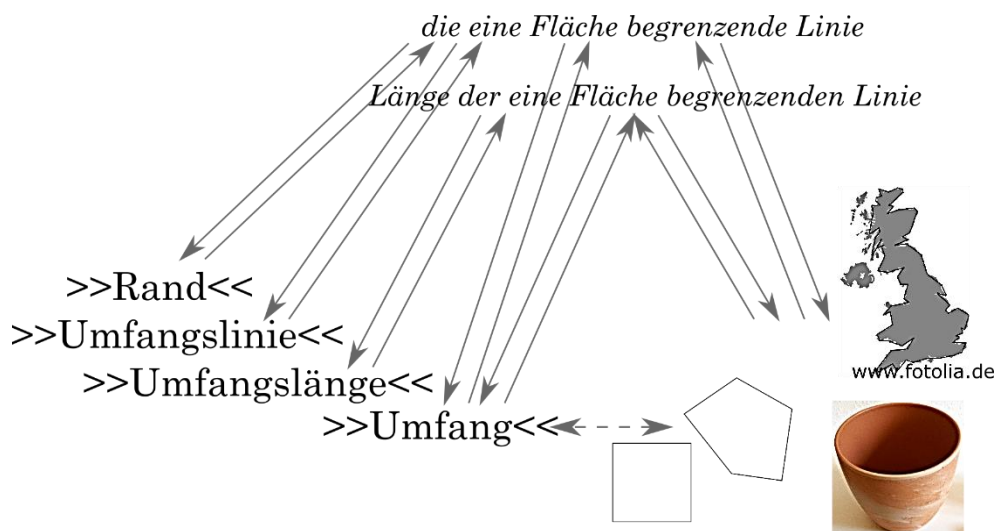 die eine Fläche begrenzende Linie
Länge der eine Fläche begrenzenden Linie
>>Rand<<
>>Umfangslinie<<
>>Umfangslänge<<
www.fotolia.de
>>Umfang<<